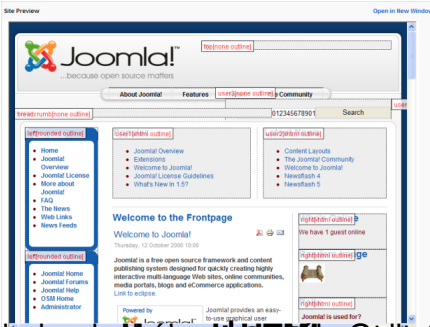 Site Preview
Open in New Window
Joomla!™
...because open source matters
top[none outline]
About Joomla!
Features
user3[none outline]
Community
user
breadcrumb[none outline]
012345678901
Search
left[rounded outline]
Home
Joomla!
Overview
Joomla! License
More about
Joomla!
FAQ
The News
Web Links
News Feeds
user1[xhtml outline]
Joomla! Overview
Extensions
Welcome to Joomla!
Joomla! License Guidelines
What's New In 1.5?
user2[xhtml outline]
Content Layouts
The Joomla! Community
Welcome to Joomla!
Newsflash 4
Newsflash 5
Welcome to the Frontpage
Welcome to Joomla!
Thursday, 12 October 2006 10:00
Joomla! is a free open source framework and content
publishing system designed for quickly creating highly
interactive multi-language Web sites, online communities,
media portals, blogs and eCommerce applications.
Link to eclipse.
Powered by
Joomla!
Joomla! provides an easy-
to-use graphical user
right[xhtml outline]
We have 1 guest online
right[xhtml outline]
right[xhtml outline]
Joomla! is used for?
left[rounded outline]
Joomla! Home
Joomla! Forums
Joomla! Help
OSM Home
Administrator